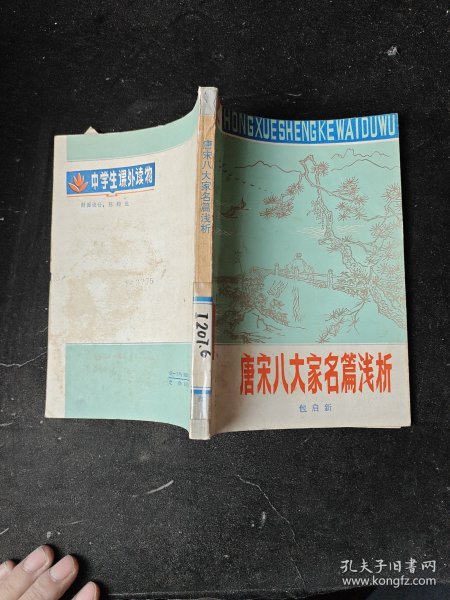 HONGXUESHENGKEWAIDUWU
唐宋八大家名篇浅析
包启新
唐宋八大家名篇浅析
I207.6
中学生课外读物
孔夫子旧书网
www.kongfz.com